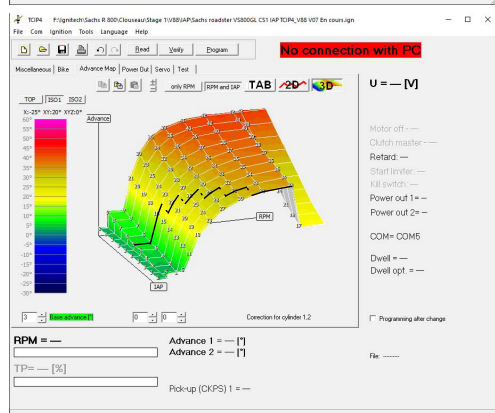 TCIP4 F:\Ignitech\Sachs R 800\Clouseau\Stage 1\V88\IAP\Sachs roadster VS800GL CS1 IAP TCIP4_V88 V07 En cours.ign
File Com Ignition Tools Language Help
Read Verify Program No connection with PC
Miscellaneous Bike Advance Map Power Out Servo Test
only RPM RPM and IAP TAB 2D 3D
U = --- [V]
TOP ISO1 ISO2
X:-25° XY:20° XYZ:0°
Advance
60°
55°
50°
45°
40°
35°
30°
25°
20°
15°
10°
5°
0°
-5°
-10°
-15°
-20°
-25°
-30°
RPM
IAP
Motor off - ---
Clutch master - ---
Retard: ---
Start limiter: ---
Kill switch: ---
Power out 1= --
Power out 2= --
COM= COM5
Dwell = ---
Dwell opt. = ---
3 Base advance [°] 0 0 Correction for cylinder 1,2
Programming after change
RPM = ---
Advance 1 = --- [°]
Advance 2 = --- [°]
File: -------
TP= --- [%]
Pick-up (CKPS) 1 = ---